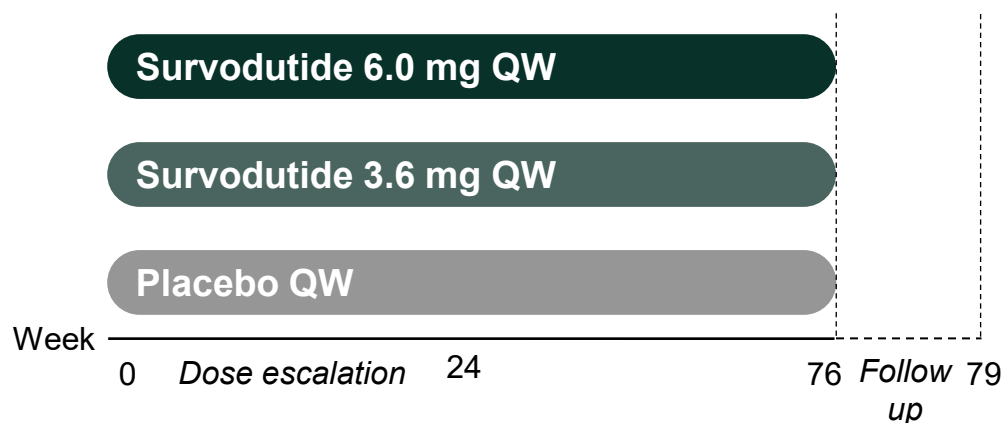 Survodutide 6.0 mg QW
Survodutide 3.6 mg QW
Placebo QW
Week
0 Dose escalation 24 76 Follow up 79